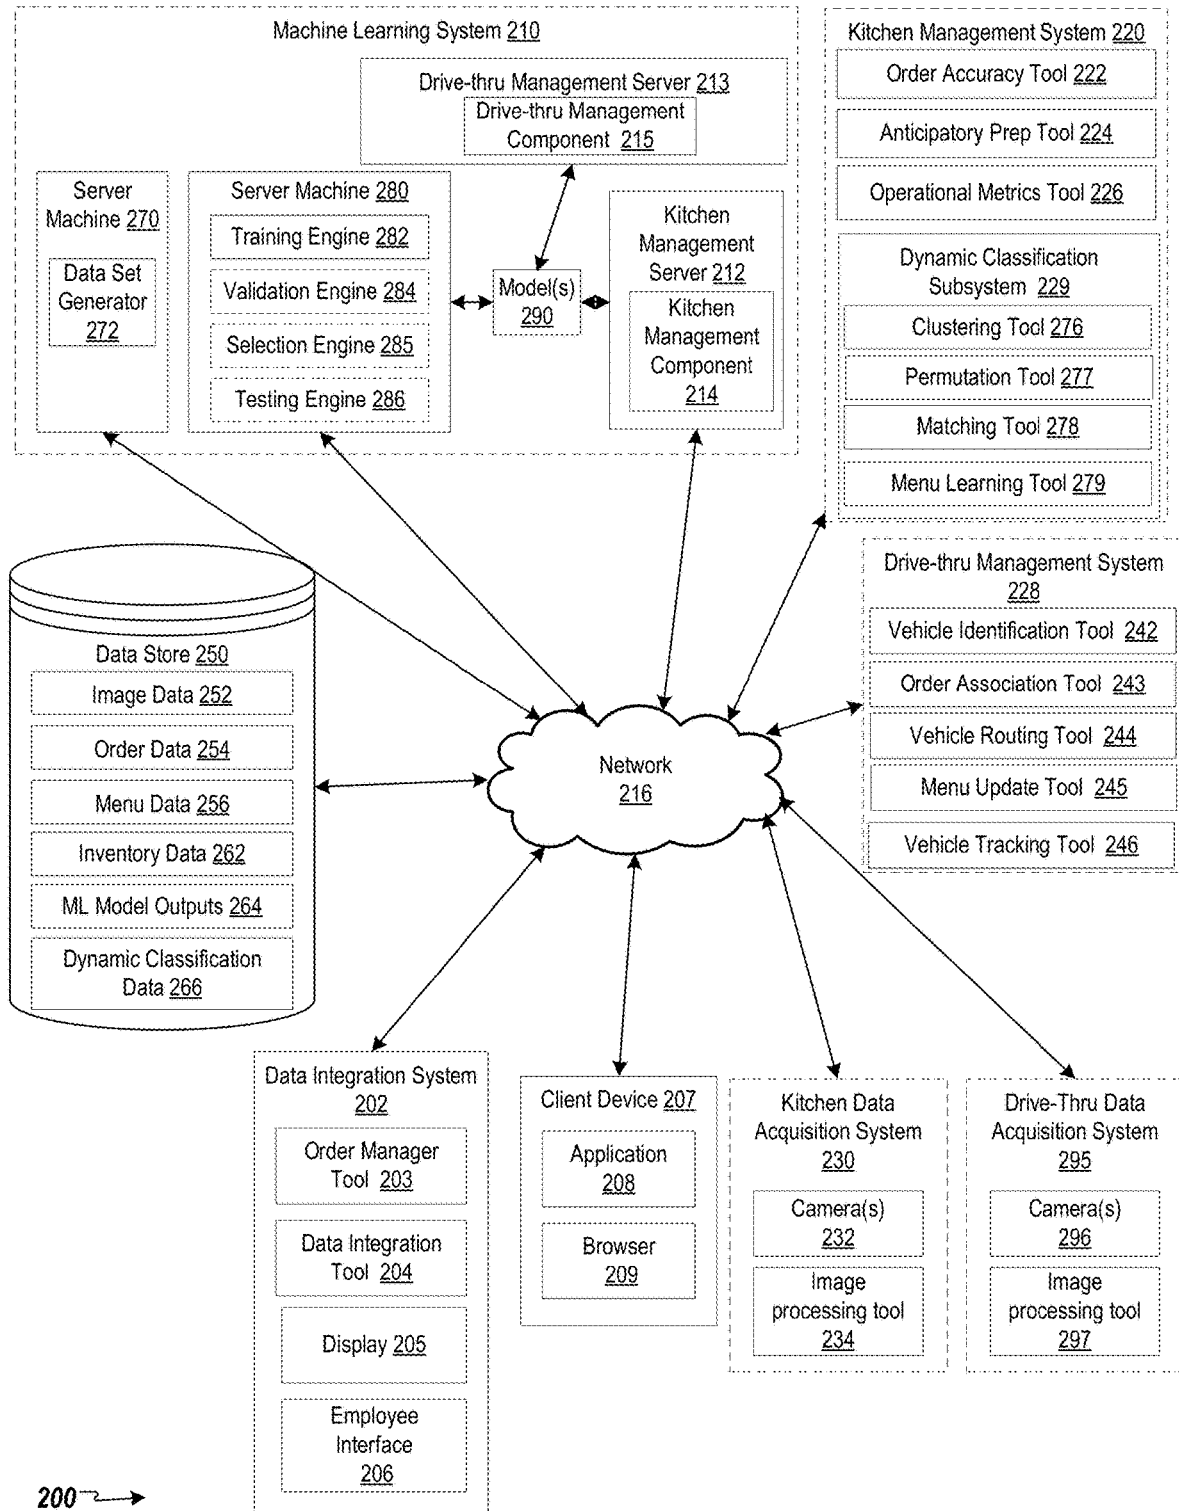 Machine Learning System 210
Drive-thru Management Server 213
Drive-thru Management
Component 215
Server
Machine 270
Data Set
Generator
272
Server Machine 280
Training Engine 282
Validation Engine 284
Selection Engine 285
Testing Engine 286
Model(s)
290
Kitchen
Management
Server 212
Kitchen
Management
Component
214
Kitchen Management System 220
Order Accuracy Tool 222
Anticipatory Prep Tool 224
Operational Metrics Tool 226
Dynamic Classification
Subsystem
229
Clustering Tool 276
Permutation Tool 277
Matching Tool 278
Menu Learning Tool 279
Drive-thru Management System
228
Vehicle Identification Tool 242
Order Association Tool 243
Vehicle Routing Tool 244
Menu Update Tool 245
Vehicle Tracking Tool 246
Data Store 250
Image Data 252
Order Data 254
Menu Data 256
Inventory Data 262
ML Model Outputs 264
Dynamic Classification
Data 266
Network
216
Data Integration System
202
Order Manager
Tool 203
Data Integration
Tool 204
Display 205
Employee
Interface
206
Client Device 207
Application
208
Browser
209
Kitchen Data
Acquisition System
230
Camera(s)
232
Image
processing tool
234
Drive-Thru Data
Acquisition System
295
Camera(s)
296
Image
processing tool
297
200